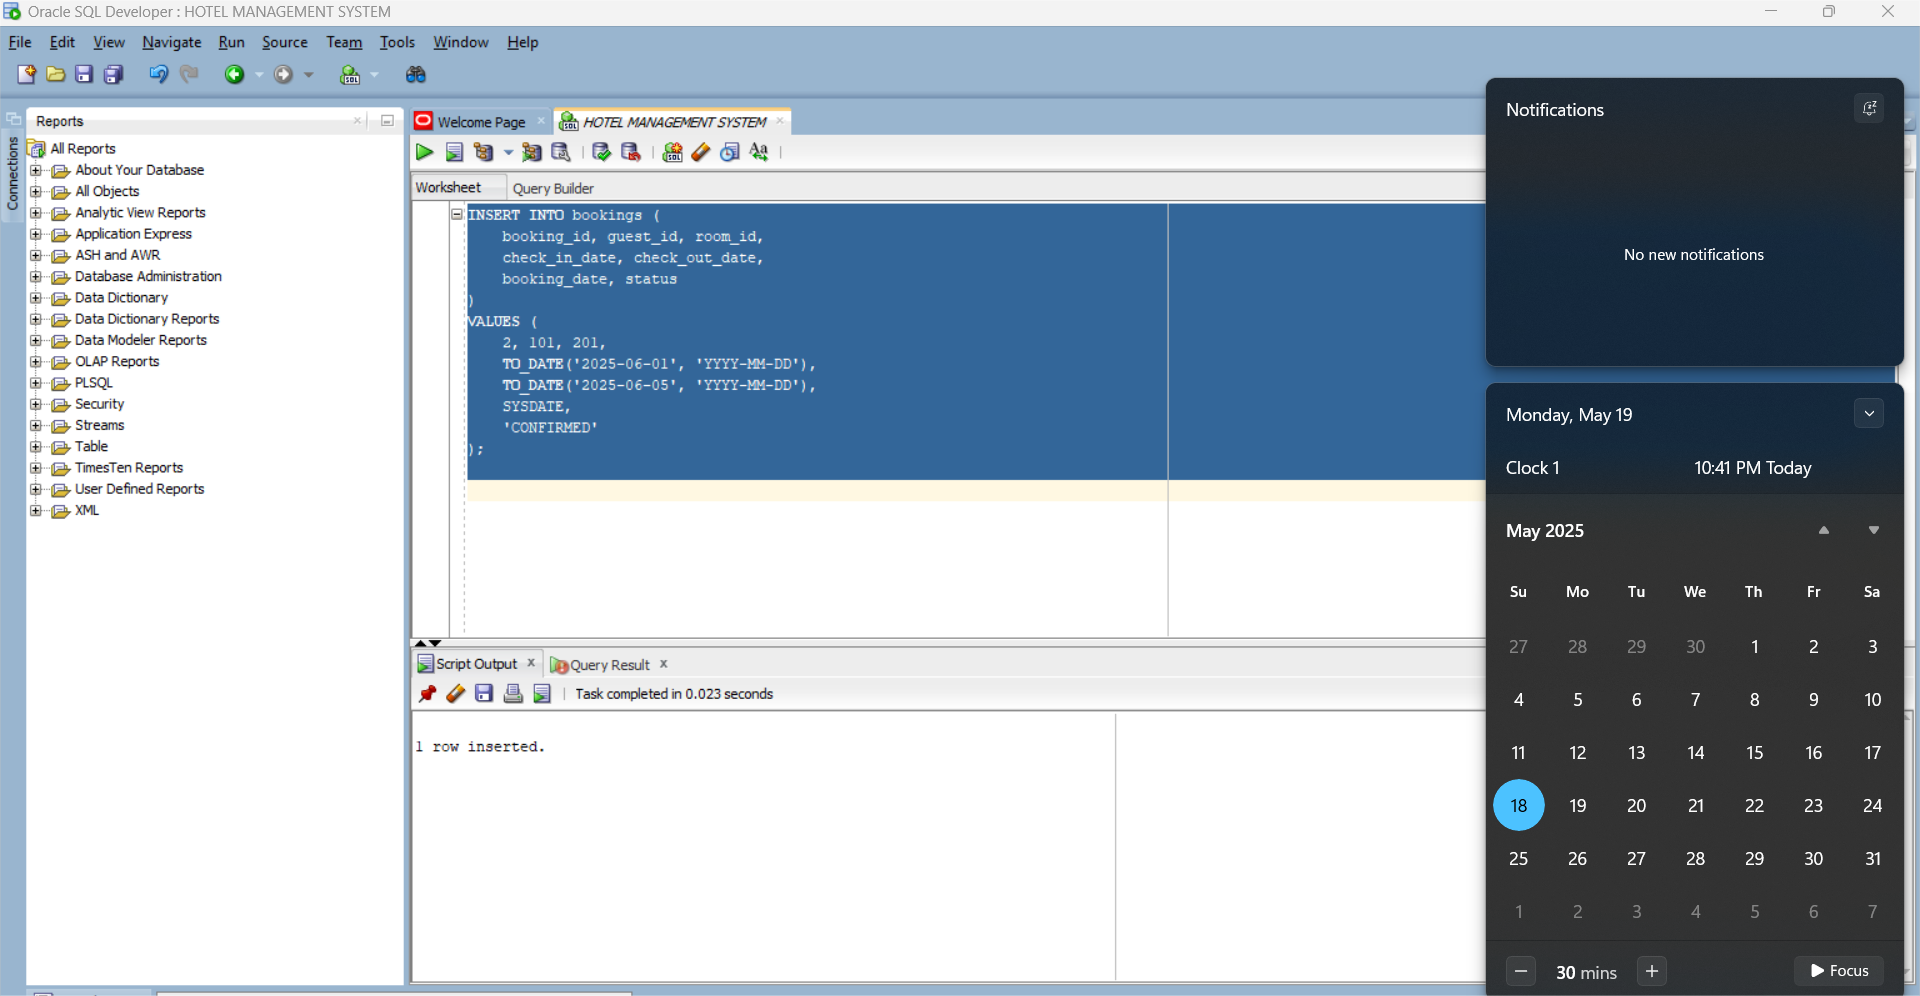 Oracle SQL Developer : HOTEL MANAGEMENT SYSTEM
File Edit View Navigate Run Source Team Tools Window Help
Connections
Reports
All Reports
About Your Database
All Objects
Analytic View Reports
Application Express
ASH and AWR
Database Administration
Data Dictionary
Data Dictionary Reports
Data Modeler Reports
OLAP Reports
PLSQL
Security
Streams
Table
TimesTen Reports
User Defined Reports
XML
Welcome Page
HOTEL MANAGEMENT SYSTEM
Worksheet Query Builder
INSERT INTO bookings (
booking_id, guest_id, room_id,
check_in_date, check_out_date,
booking_date, status
)
VALUES (
2, 101, 201,
TO_DATE('2025-06-01', 'YYYY-MM-DD'),
TO_DATE('2025-06-05', 'YYYY-MM-DD'),
SYSDATE,
'CONFIRMED'
);
Script Output Query Result
Task completed in 0.023 seconds
1 row inserted.
Notifications
No new notifications
Monday, May 19
Clock 1 10:41 PM Today
May 2025
Su Mo Tu We Th Fr Sa
27 28 29 30 1 2 3
4 5 6 7 8 9 10
11 12 13 14 15 16 17
18 19 20 21 22 23 24
25 26 27 28 29 30 31
1 2 3 4 5 6 7
30 mins
Focus